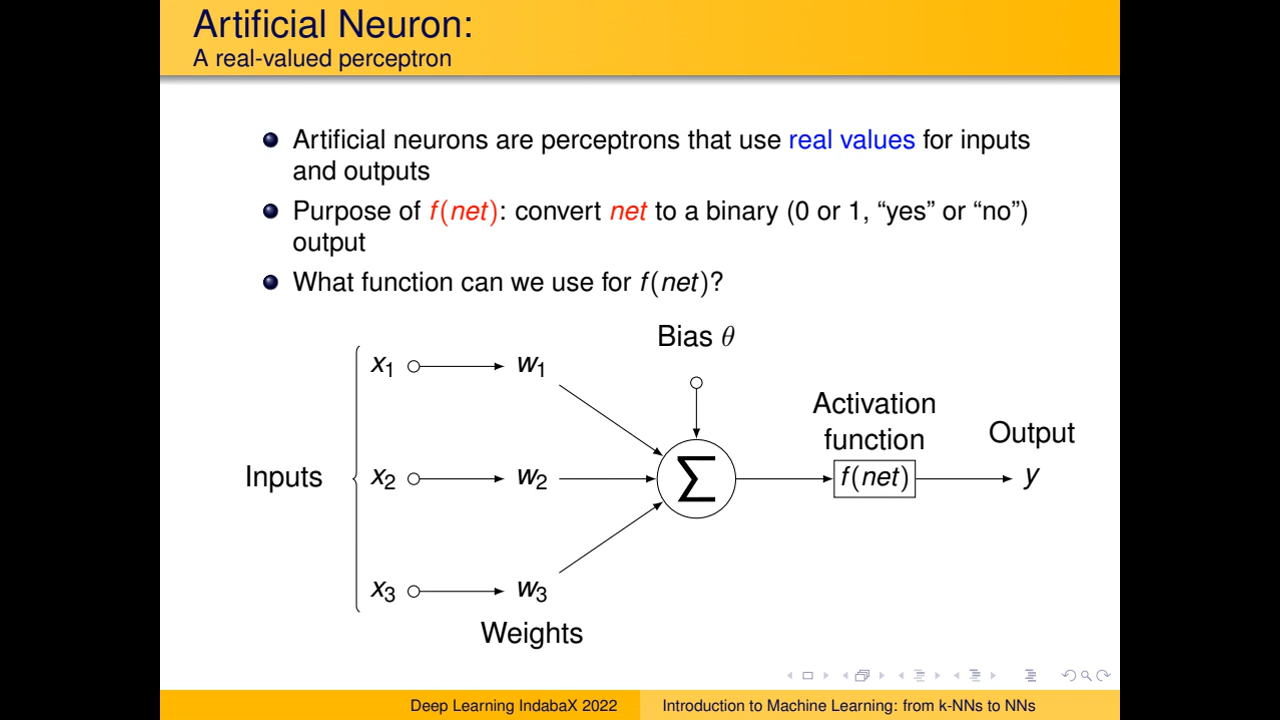 Artificial Neuron:
A real-valued perceptron
Artificial neurons are perceptrons that use real values for inputs
and outputs
Purpose of f(net): convert net to a binary (0 or 1, “yes” or “no”)
output
What function can we use for f(net)?
Bias θ
x1 w1
Activation
function
Output
Inputs x2 w2 Σ f(net) y
x3 w3
Weights
Deep Learning IndabaX 2022 Introduction to Machine Learning: from k-NNs to NNs